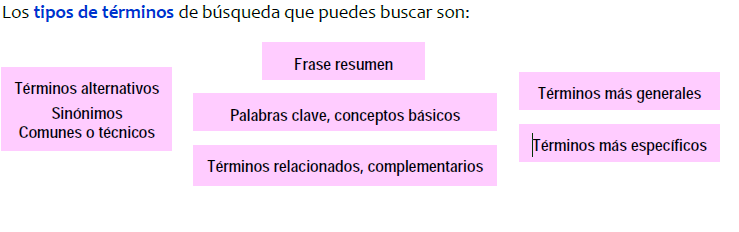 Los tipos de términos de búsqueda que puedes buscar son:
Frase resumen
Términos alternativos
Sinónimos
Comunes o técnicos
Palabras clave, conceptos básicos
Términos relacionados, complementarios
Términos más generales
Términos más específicos